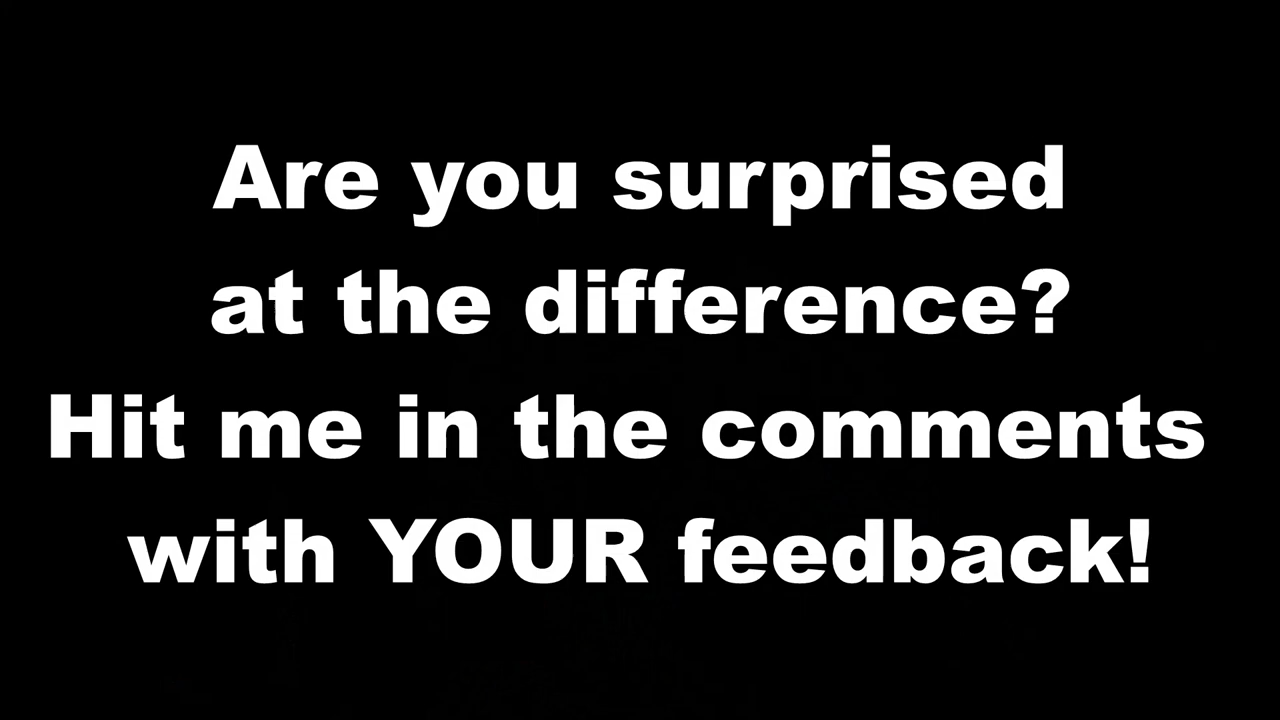 Are you surprised
at the difference?
Hit me in the comments
with YOUR feedback!